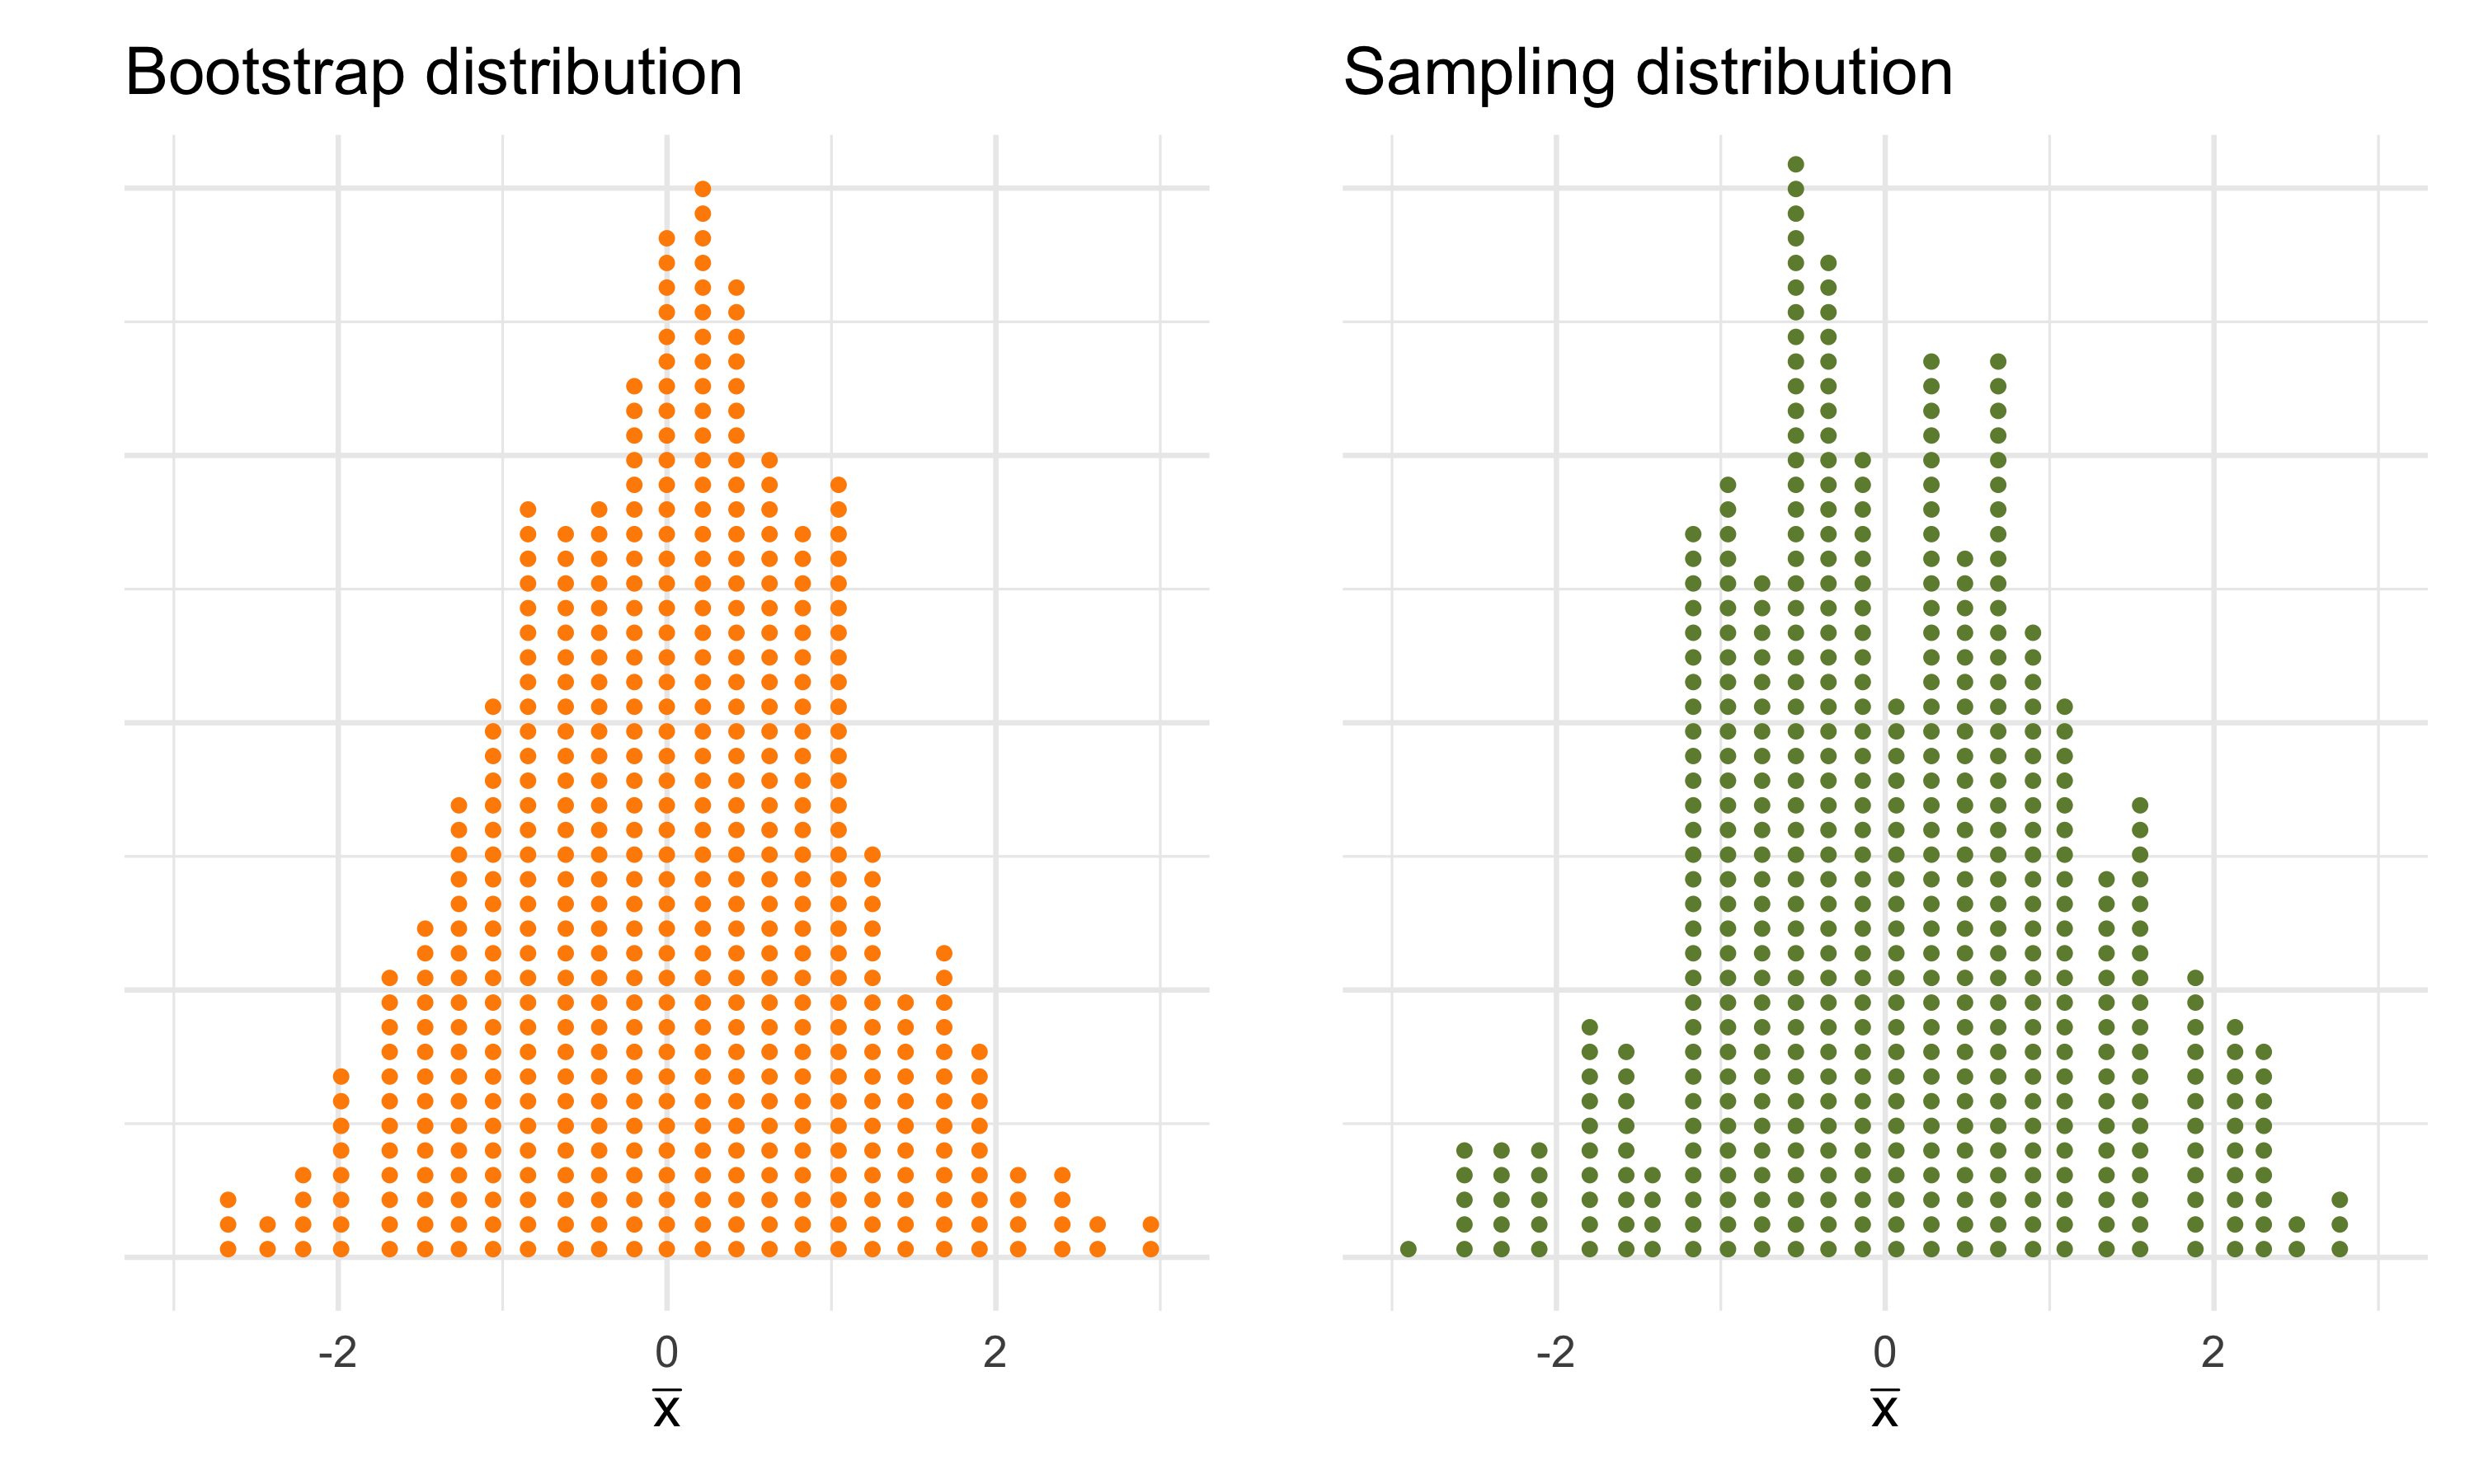 Bootstrap distribution
Sampling distribution
-2 0 2
x̅
-2 0 2
x̅